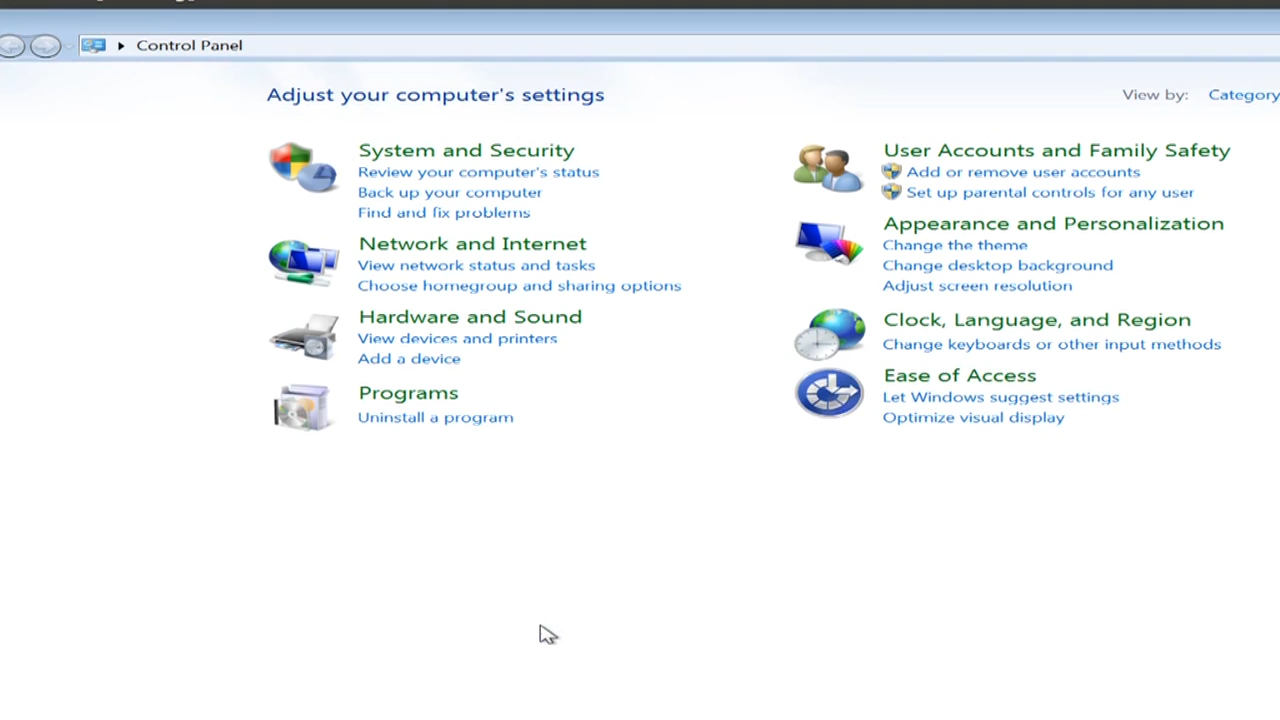 Control Panel
Adjust your computer's settings
View by: Category
System and Security
Review your computer's status
Back up your computer
Find and fix problems
Network and Internet
View network status and tasks
Choose homegroup and sharing options
Hardware and Sound
View devices and printers
Add a device
Programs
Uninstall a program
User Accounts and Family Safety
Add or remove user accounts
Set up parental controls for any user
Appearance and Personalization
Change the theme
Change desktop background
Adjust screen resolution
Clock, Language, and Region
Change keyboards or other input methods
Ease of Access
Let Windows suggest settings
Optimize visual display